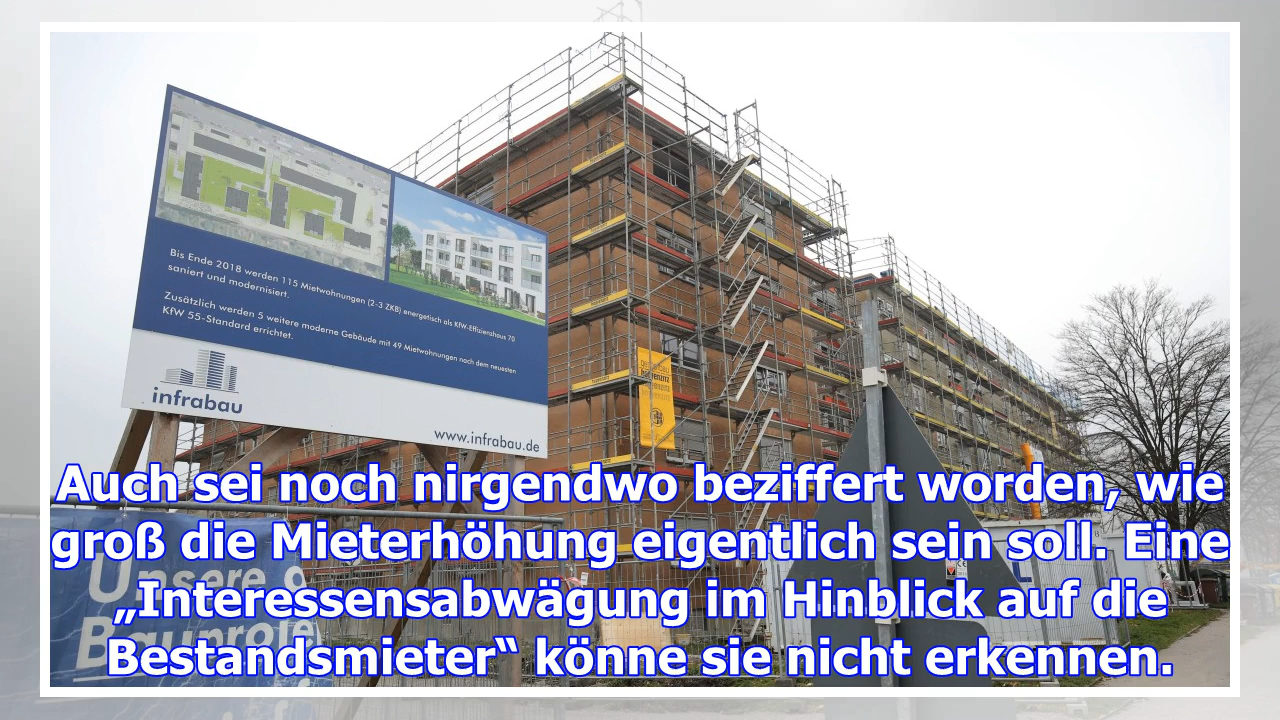 Bis Ende 2018 werden 115 Mietwohnungen (2-3 ZKB) energetisch als KfW-Effizienzhaus 70
saniert und modernisiert.
Zusätzlich werden 5 weitere moderne Gebäude mit 49 Mietwohnungen nach dem neuesten
KfW 55-Standard errichtet.
infrabau
www.infrabau.de
Auch sei noch nirgendwo beziffert worden, wie
groß die Mieterhöhung eigentlich sein soll. Eine
„Interessensabwägung im Hinblick auf die
Bestandsmieter“ könne sie nicht erkennen.
Unsere